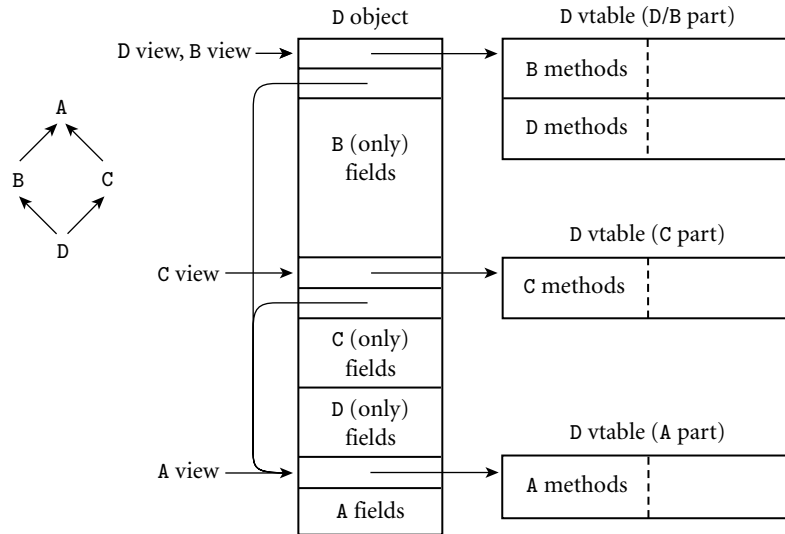 D object
D vtable (D/B part)
D view, B view
B methods
D methods
A
B
C
D
B (only)
fields
D vtable (C part)
C view
C methods
C (only)
fields
D (only)
fields
D vtable (A part)
A view
A methods
A fields